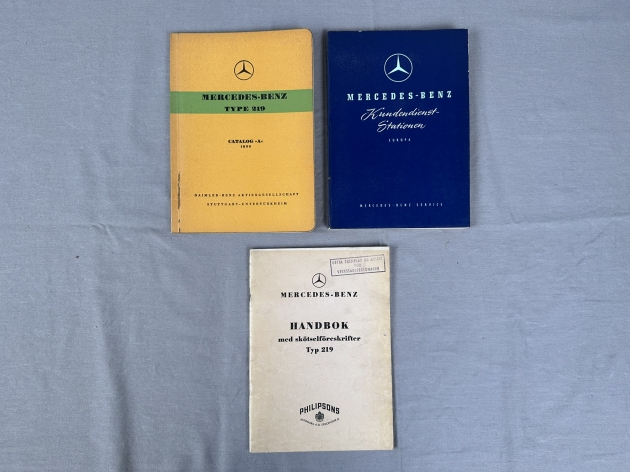 MERCEDES-BENZ
TYPE 219
CATALOG »A«
DAIMLER-BENZ AKTIENGESELLSCHAFT
STUTTGART-UNTERTÜRKHEIM
MERCEDES-BENZ
Kundendienst-
Stationen
EUROPA
MERCEDES-BENZ SERVICE
MERCEDES-BENZ
HANDBOK
med skötselföreskrifter
Typ 219
PHILIPSONS